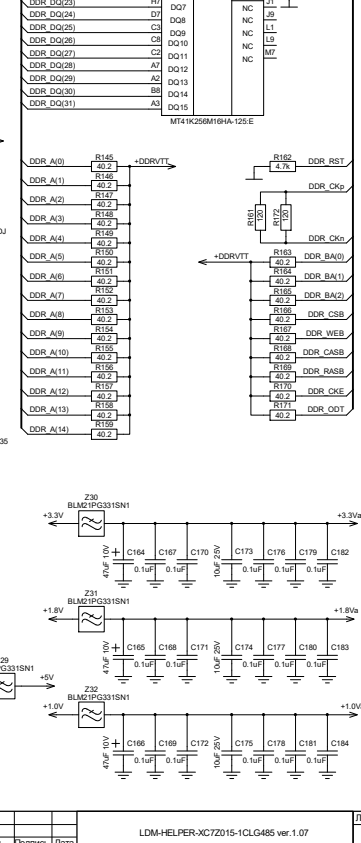 DDR_DQ(23) H7 DQ7 NC J1
DDR_DQ(24) D7 DQ8 NC J9
DDR_DQ(25) C3 DQ9 NC L1
DDR_DQ(26) C8 DQ10 NC L9
DDR_DQ(27) C2 DQ11 NC M7
DDR_DQ(28) A7 DQ12
DDR_DQ(29) A2 DQ13
DDR_DQ(30) B8 DQ14
DDR_DQ(31) A3 DQ15
MT41K256M16HA-125:E
DDR_A(0) R145 40.2 +DDRVTT
DDR_A(1) R146 40.2
DDR_A(2) R147 40.2
DDR_A(3) R148 40.2
DDR_A(4) R149 40.2
DDR_A(5) R150 40.2
DDR_A(6) R151 40.2
DDR_A(7) R152 40.2
DDR_A(8) R153 40.2
DDR_A(9) R154 40.2
DDR_A(10) R155 40.2
DDR_A(11) R156 40.2
DDR_A(12) R157 40.2
DDR_A(13) R158 40.2
DDR_A(14) R159 40.2
R162 4.7k DDR_RST
DDR_CKp
R161 120 R172 120
DDR_CKn
+DDRVTT R163 40.2 DDR_BA(0)
R164 40.2 DDR_BA(1)
R165 40.2 DDR_BA(2)
R166 40.2 DDR_CSB
R167 40.2 DDR_WEB
R168 40.2 DDR_CASB
R169 40.2 DDR_RASB
R170 40.2 DDR_CKE
R171 40.2 DDR_ODT
35
Z30
BLM21PG331SN1
+3.3V +3.3Va
47uF 10V + C164 C167 C170 10uF 25V C173 C176 C179 C182
0.1uF 0.1uF 0.1uF 0.1uF 0.1uF
Z31
BLM21PG331SN1
+1.8V +1.8Va
47uF 10V + C165 C168 C171 10uF 25V C174 C177 C180 C183
0.1uF 0.1uF 0.1uF 0.1uF 0.1uF
29
PG331SN1
+5V
Z32
BLM21PG331SN1
+1.0V +1.0V
47uF 10V + C166 C169 C172 10uF 25V C175 C178 C181 C184
0.1uF 0.1uF 0.1uF 0.1uF 0.1uF
LDM-HELPER-XC7Z015-1CLG485 ver.1.07
Подпись Дата